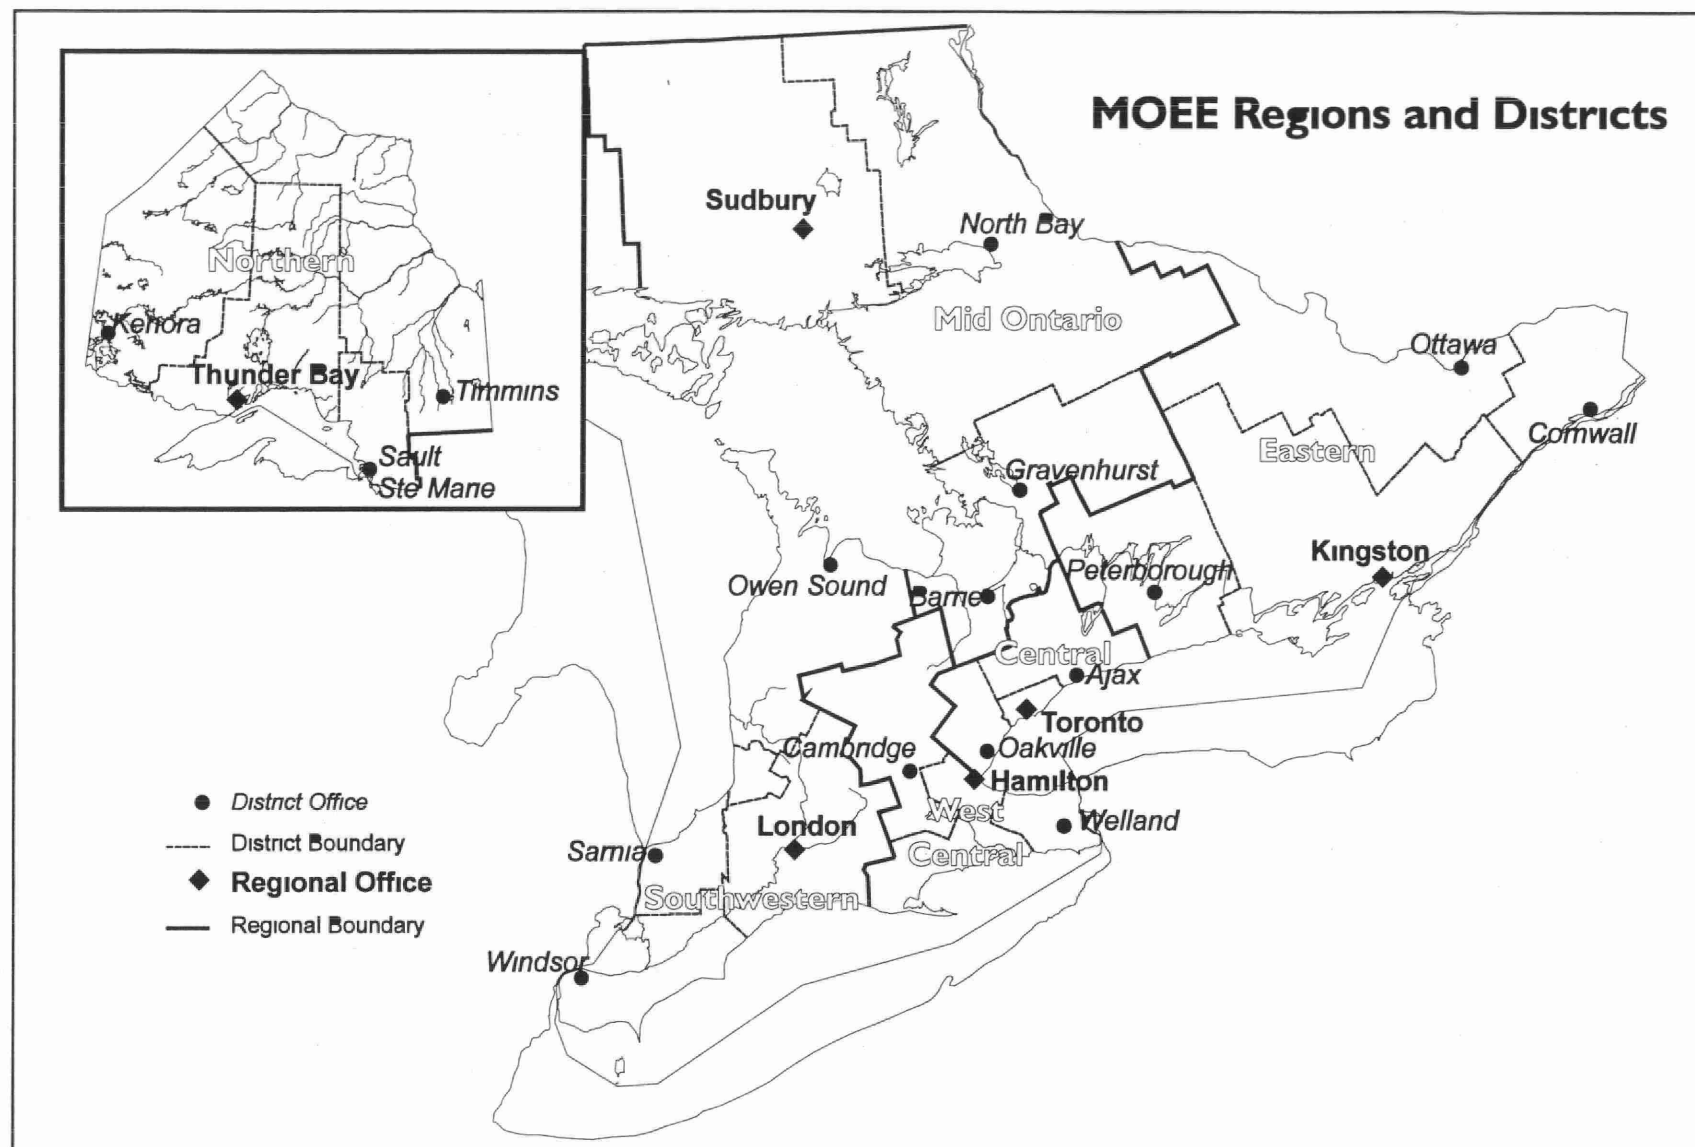 MOEE Regions and Districts
Sudbury
North Bay
Northern
Mid Ontario
Kenora
Ottawa
Thunder Bay
Timmins
Cornwall
Eastern
Sault
Ste Marie
Gravenhurst
Kingston
Peterborough
Owen Sound
Barrie
Central
Ajax
Toronto
Cambridge
Oakville
Hamilton
West
Central
Welland
London
Sarnia
Southwestern
Windsor
District Office
District Boundary
Regional Office
Regional Boundary